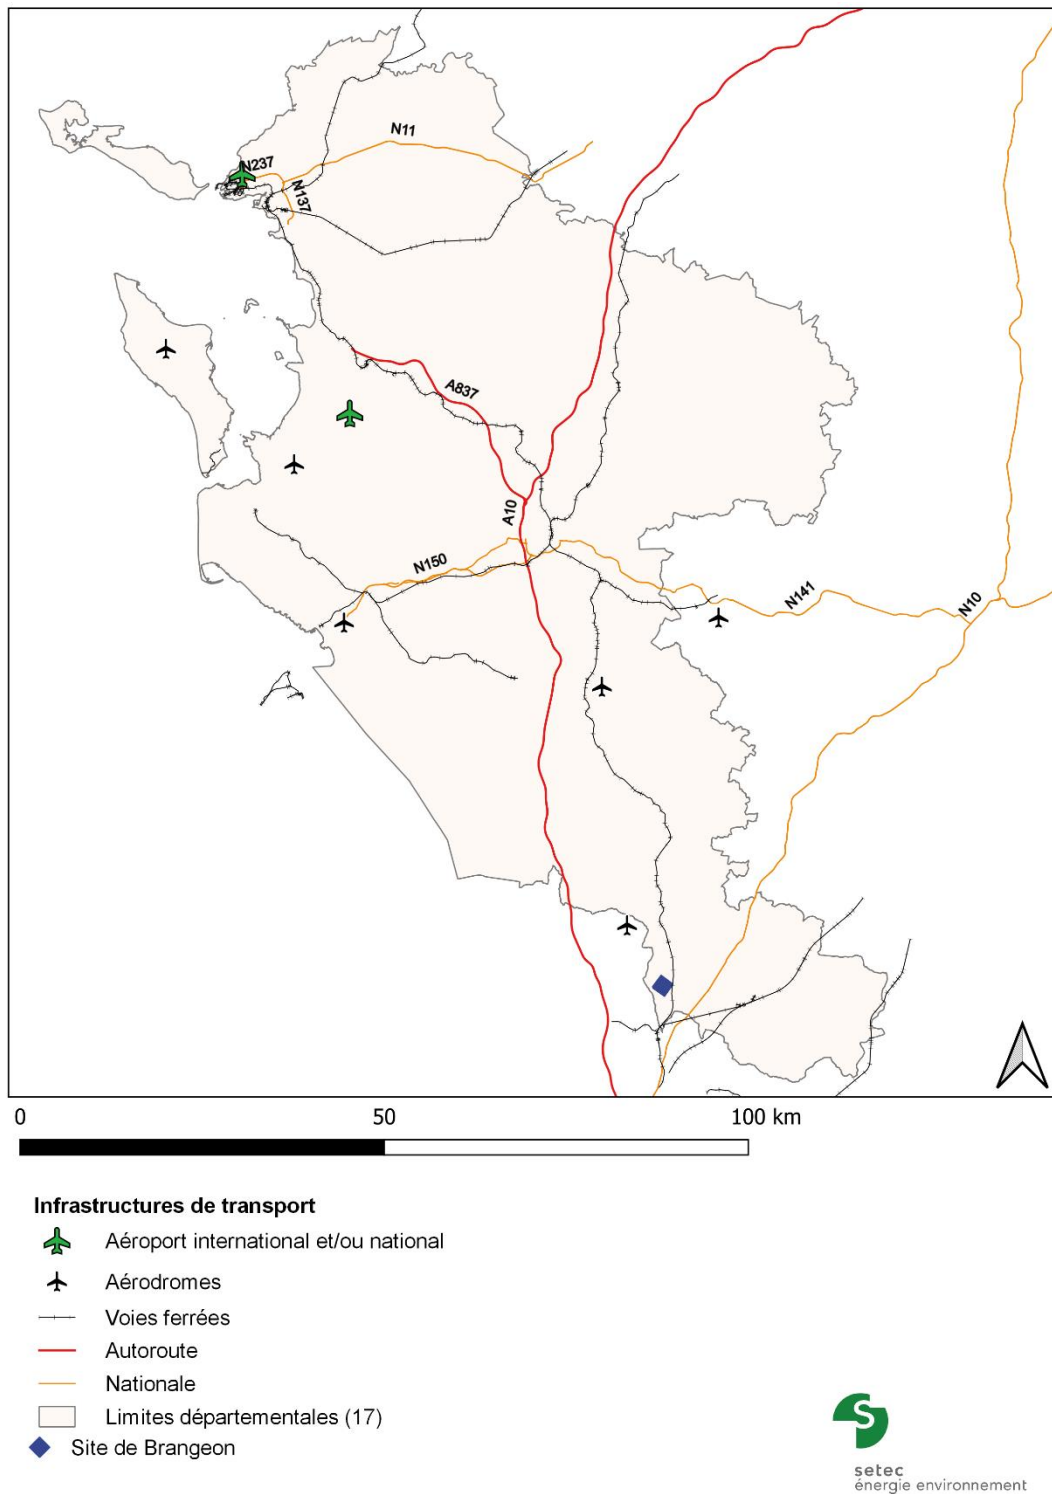 N11
N237
N137
A837
A10
N150
N141
N10
0 50 100 km
Infrastructures de transport
Aéroport international et/ou national
Aérodromes
Voies ferrées
Autoroute
Nationale
Limites départementales (17)
Site de Brangeon
S
setec
énergie environnement